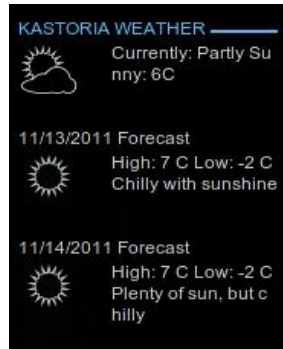 KASTORIA WEATHER
Currently: Partly Su
nny: 6C
11/13/2011 Forecast
High: 7 C Low: -2 C
Chilly with sunshine
11/14/2011 Forecast
High: 7 C Low: -2 C
Plenty of sun, but c
hilly